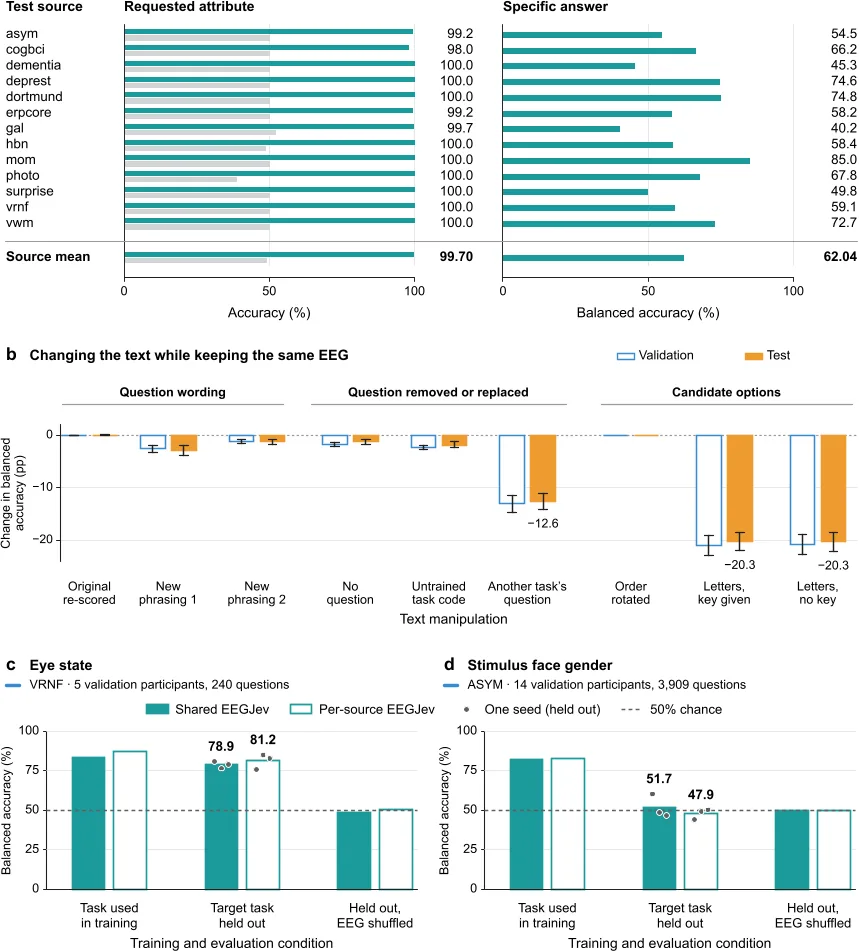 Test source Requested attribute Specific answer
asym 99.2 54.5
cogbci 98.0 66.2
dementia 100.0 45.3
deprest 100.0 74.6
dortmund 100.0 74.8
erpcore 99.2 58.2
gal 99.7 40.2
hbn 100.0 58.4
mom 100.0 85.0
photo 100.0 67.8
surprise 100.0 49.8
vrnf 100.0 59.1
vwm 100.0 72.7
Source mean 99.70 62.04
0 50 100 0 50 100
Accuracy (%) Balanced accuracy (%)
b Changing the text while keeping the same EEG Validation Test
Question wording Question removed or replaced Candidate options
Change in balanced
accuracy (pp)
0
−10
−20
−12.6
−20.3 −20.3
Original New New No Untrained Another task's Order Letters, Letters,
re-scored phrasing 1 phrasing 2 question task code question rotated key given no key
Text manipulation
c Eye state d Stimulus face gender
VRNF · 5 validation participants, 240 questions ASYM · 14 validation participants, 3,909 questions
Shared EEGJev Per-source EEGJev One seed (held out) 50% chance
Balanced accuracy (%) Balanced accuracy (%)
100 100
75 75
50 50
25 25
0 0
78.9 81.2 51.7 47.9
Task used Target task Held out, Task used Target task Held out,
in training held out EEG shuffled in training held out EEG shuffled
Training and evaluation condition Training and evaluation condition